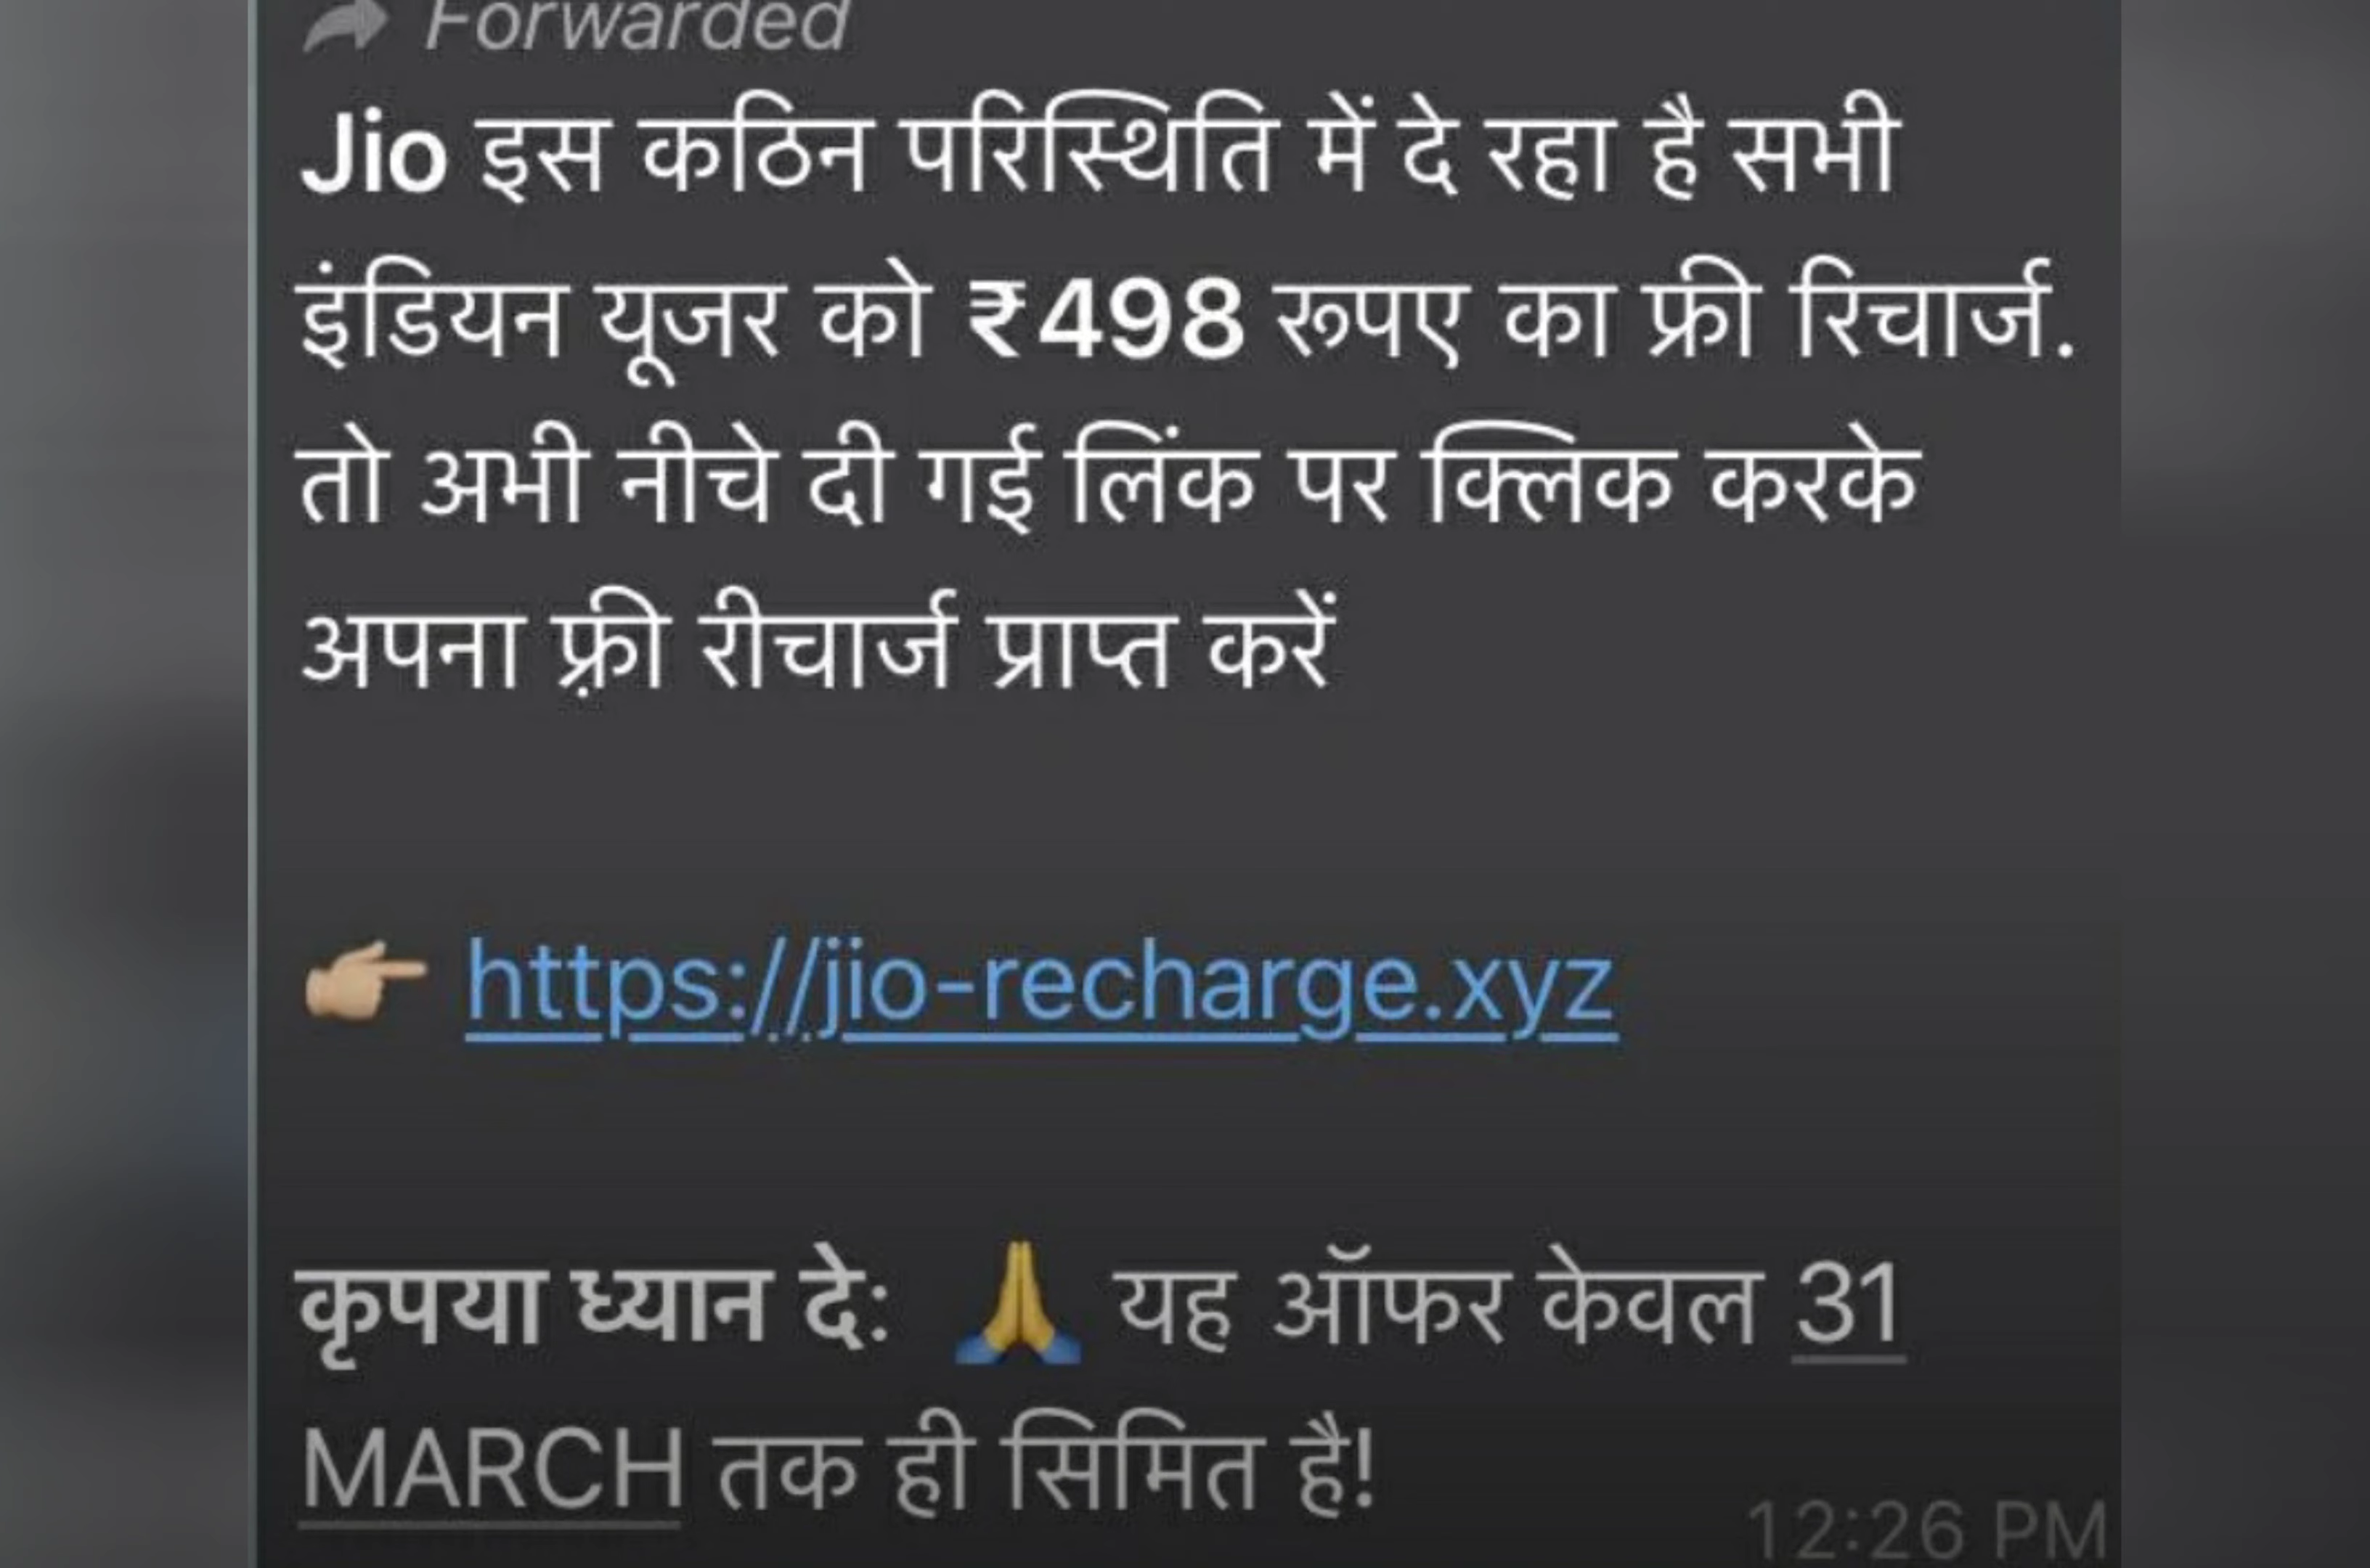 Forwarded
Jio इस कठिन परिस्थिति में दे रहा है सभी
इंडियन यूजर को ₹498 रूपए का फ्री रिचार्ज.
तो अभी नीचे दी गई लिंक पर क्लिक करके
अपना फ़्री रीचार्ज प्राप्त करें
👉🏼 https://jio-recharge.xyz
कृपया ध्यान दे: 🙏 यह ऑफर केवल 31
MARCH तक ही सिमित है!
12:26 PM